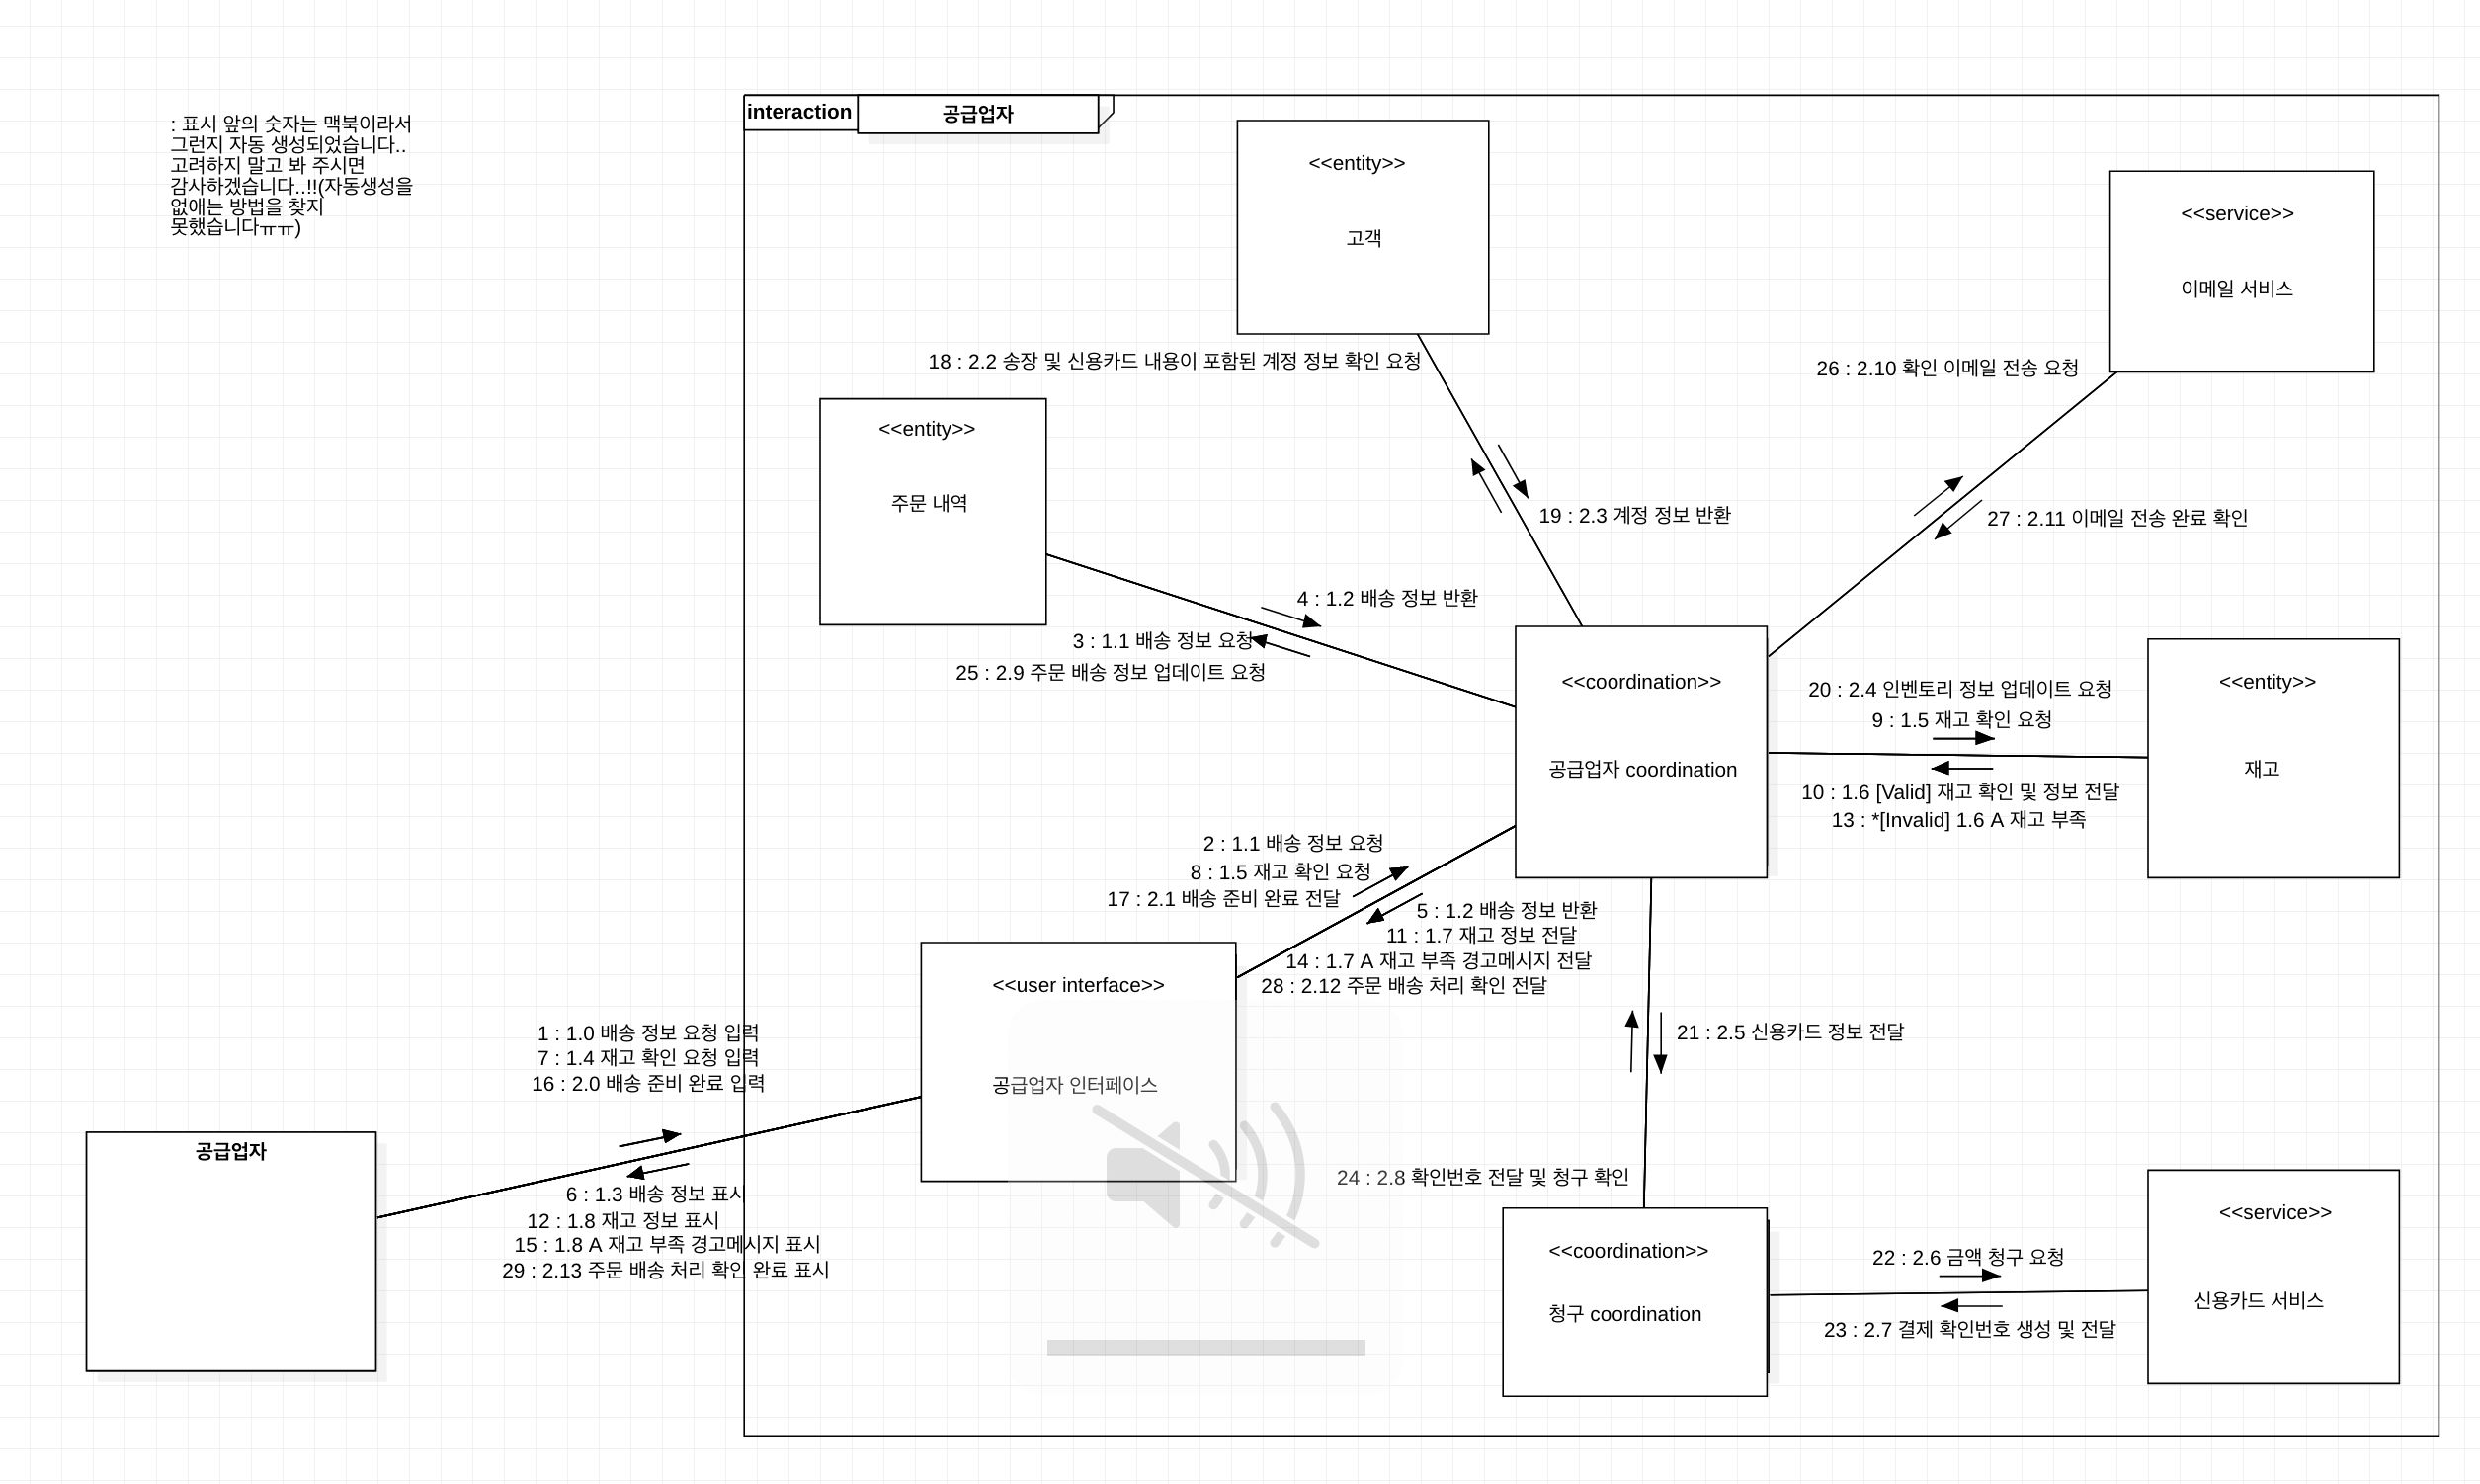 : 표시 앞의 숫자는 맥북이라서
그런지 자동 생성되었습니다..
고려하지 말고 봐 주시면
감사하겠습니다..!!(자동생성을
없애는 방법을 찾지
못했습니다ㅠㅠ)
interaction
공급업자
<<entity>>
고객
<<service>>
이메일 서비스
18 : 2.2 송장 및 신용카드 내용이 포함된 계정 정보 확인 요청
26 : 2.10 확인 이메일 전송 요청
<<entity>>
주문 내역
19 : 2.3 계정 정보 반환
27 : 2.11 이메일 전송 완료 확인
4 : 1.2 배송 정보 반환
3 : 1.1 배송 정보 요청
25 : 2.9 주문 배송 정보 업데이트 요청
<<coordination>>
공급업자 coordination
20 : 2.4 인벤토리 정보 업데이트 요청
9 : 1.5 재고 확인 요청
<<entity>>
재고
10 : 1.6 [Valid] 재고 확인 및 정보 전달
13 : *[Invalid] 1.6 A 재고 부족
2 : 1.1 배송 정보 요청
8 : 1.5 재고 확인 요청
17 : 2.1 배송 준비 완료 전달
5 : 1.2 배송 정보 반환
11 : 1.7 재고 정보 전달
14 : 1.7 A 재고 부족 경고메시지 전달
28 : 2.12 주문 배송 처리 확인 전달
<<user interface>>
공급업자 인터페이스
1 : 1.0 배송 정보 요청 입력
7 : 1.4 재고 확인 요청 입력
16 : 2.0 배송 준비 완료 입력
21 : 2.5 신용카드 정보 전달
공급업자
6 : 1.3 배송 정보 표시
12 : 1.8 재고 정보 표시
15 : 1.8 A 재고 부족 경고메시지 표시
29 : 2.13 주문 배송 처리 확인 완료 표시
24 : 2.8 확인번호 전달 및 청구 확인
<<coordination>>
청구 coordination
22 : 2.6 금액 청구 요청
23 : 2.7 결제 확인번호 생성 및 전달
<<service>>
신용카드 서비스